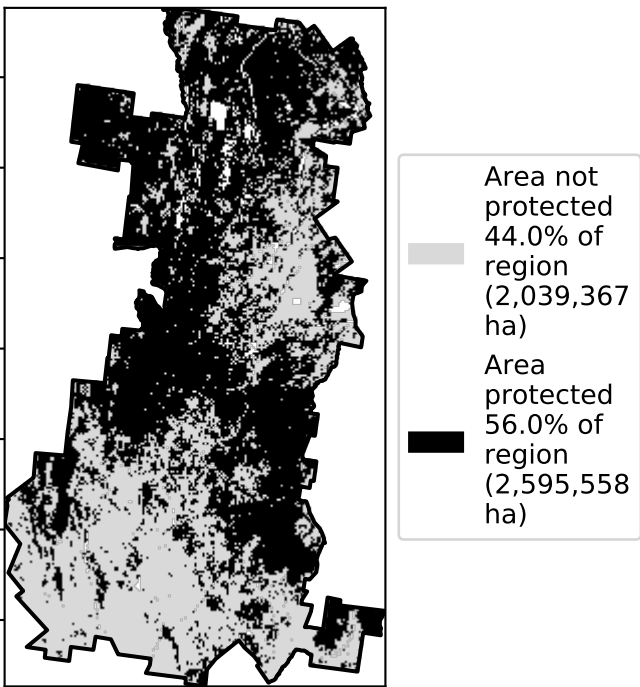 Area not
protected
44.0% of
region
(2,039,367
ha)
Area
protected
56.0% of
region
(2,595,558
ha)